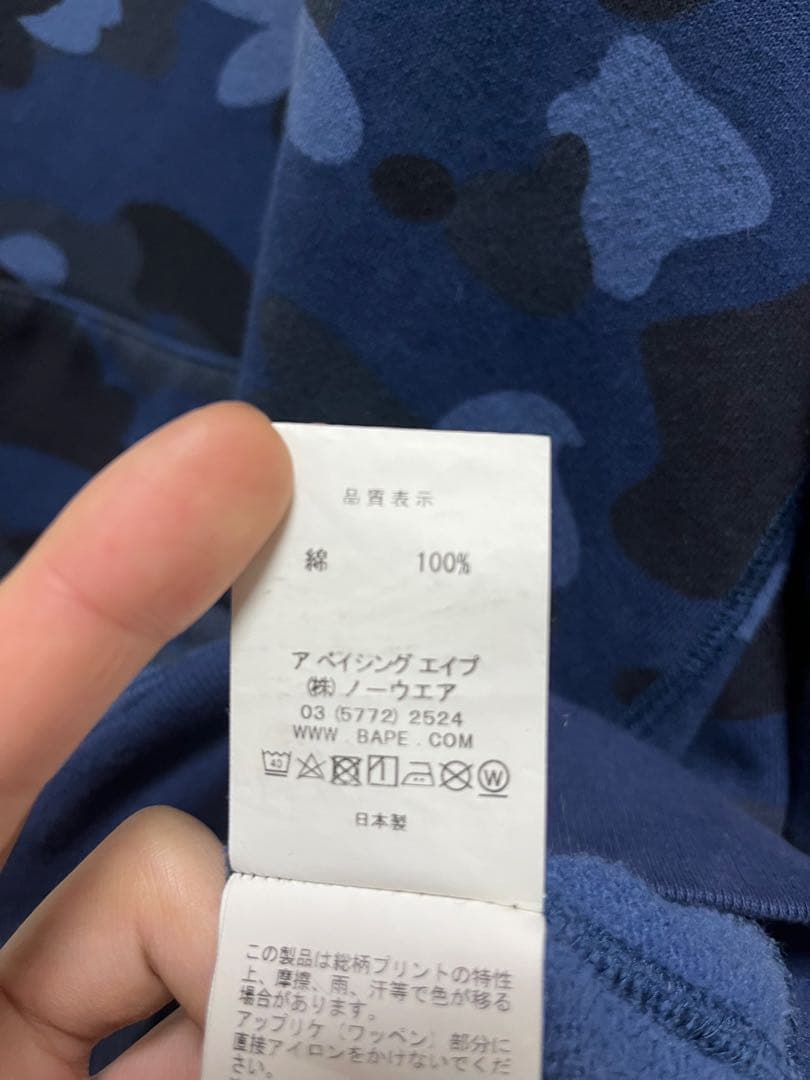 品質表示
綿 100%
ア ベイシング エイプ
(株) ノーウエア
03 (5772) 2524
WWW . BAPE . COM
40 W
日本製
この製品は総柄プリントの特性
上、摩擦、雨、汗等で色が移る
場合があります。
アップリケ（ワッペン）部分に
直接アイロンをかけないでくだ
さい。